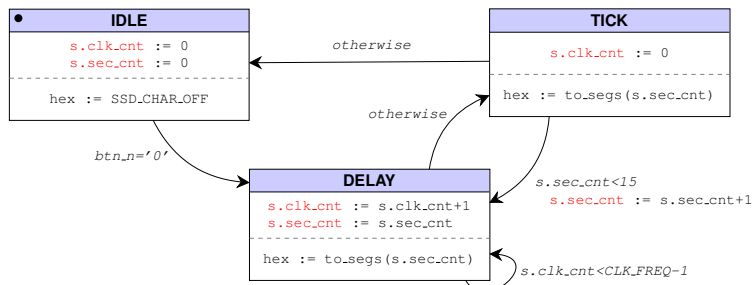 IDLE
s.clk_cnt := 0
s.sec_cnt := 0
hex := SSD_CHAR_OFF
otherwise
TICK
s.clk_cnt := 0
hex := to_segs(s.sec_cnt)
otherwise
btn_n='0'
DELAY
s.clk_cnt := s.clk_cnt+1
s.sec_cnt := s.sec_cnt
hex := to_segs(s.sec_cnt)
s.sec_cnt<15
s.sec_cnt := s.sec_cnt+1
s.clk_cnt<CLK_FREQ-1